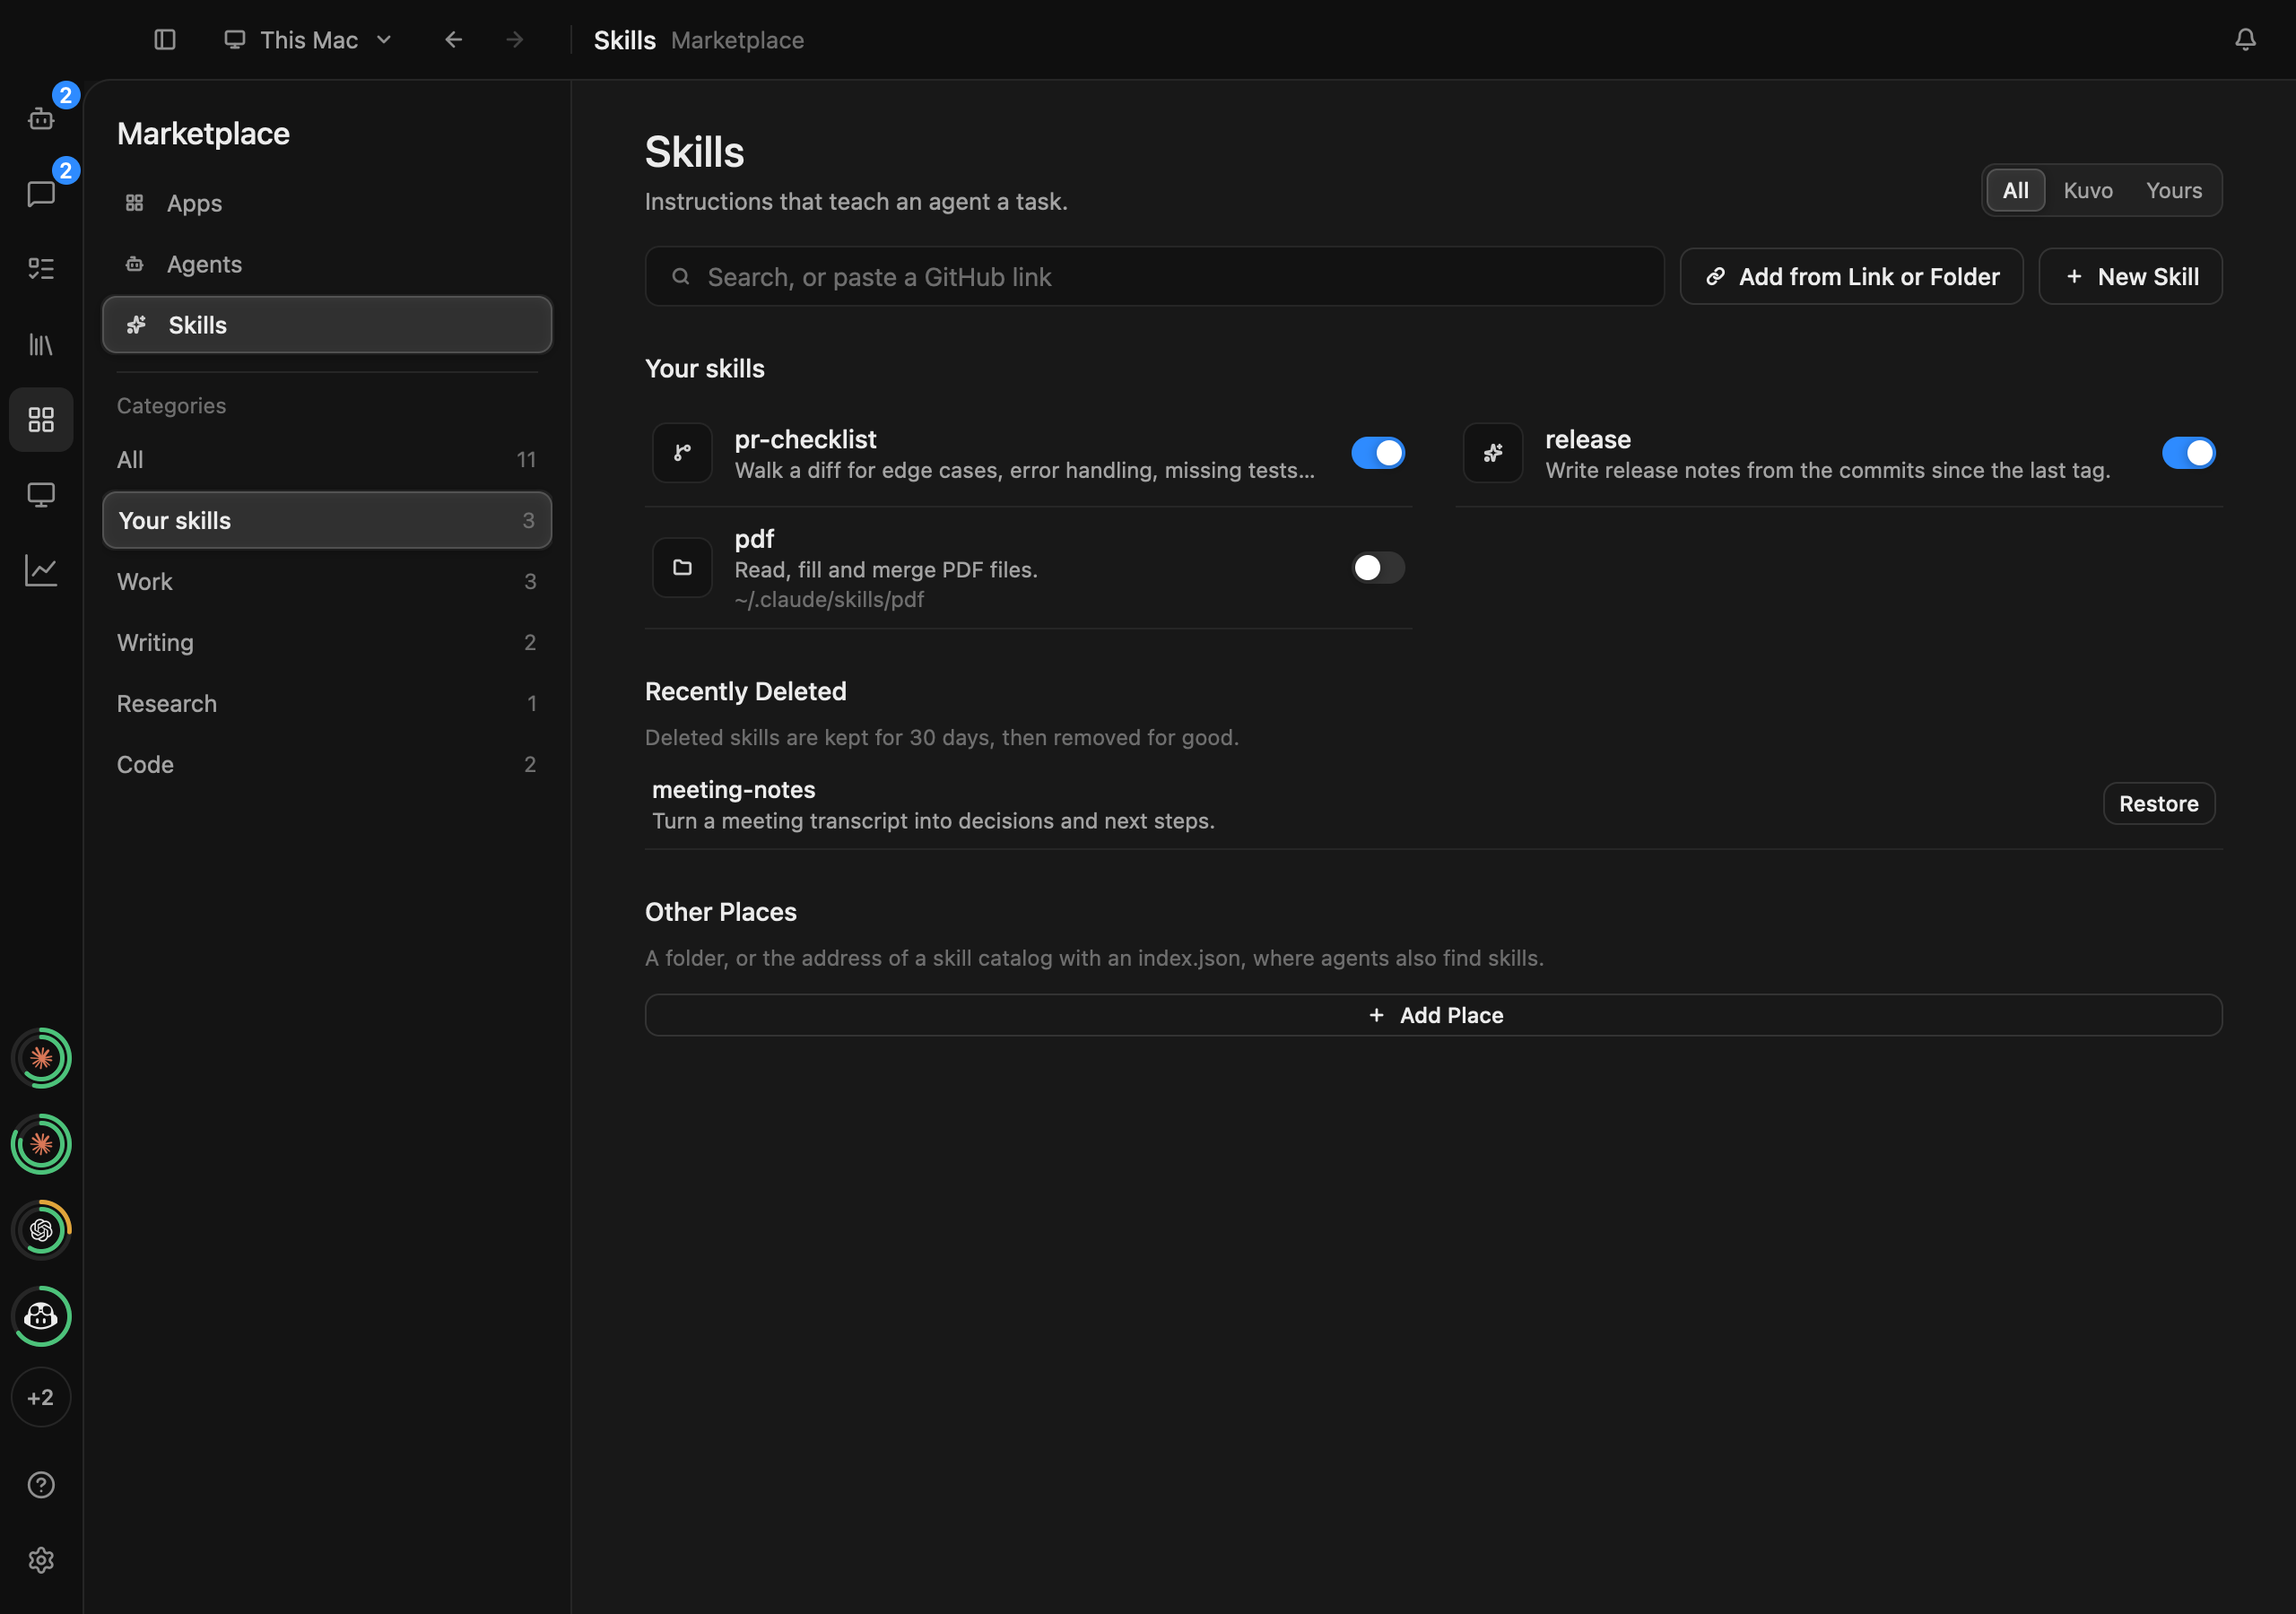 This Mac
Skills Marketplace
2
2
Marketplace
Apps
Agents
Skills
Categories
All 11
Your skills 3
Work 3
Writing 2
Research 1
Code 2
+2
Skills
Instructions that teach an agent a task.
All Kuvo Yours
Search, or paste a GitHub link
Add from Link or Folder
+ New Skill
Your skills
pr-checklist
Walk a diff for edge cases, error handling, missing tests...
release
Write release notes from the commits since the last tag.
pdf
Read, fill and merge PDF files.
~/.claude/skills/pdf
Recently Deleted
Deleted skills are kept for 30 days, then removed for good.
meeting-notes
Turn a meeting transcript into decisions and next steps.
Restore
Other Places
A folder, or the address of a skill catalog with an index.json, where agents also find skills.
+ Add Place